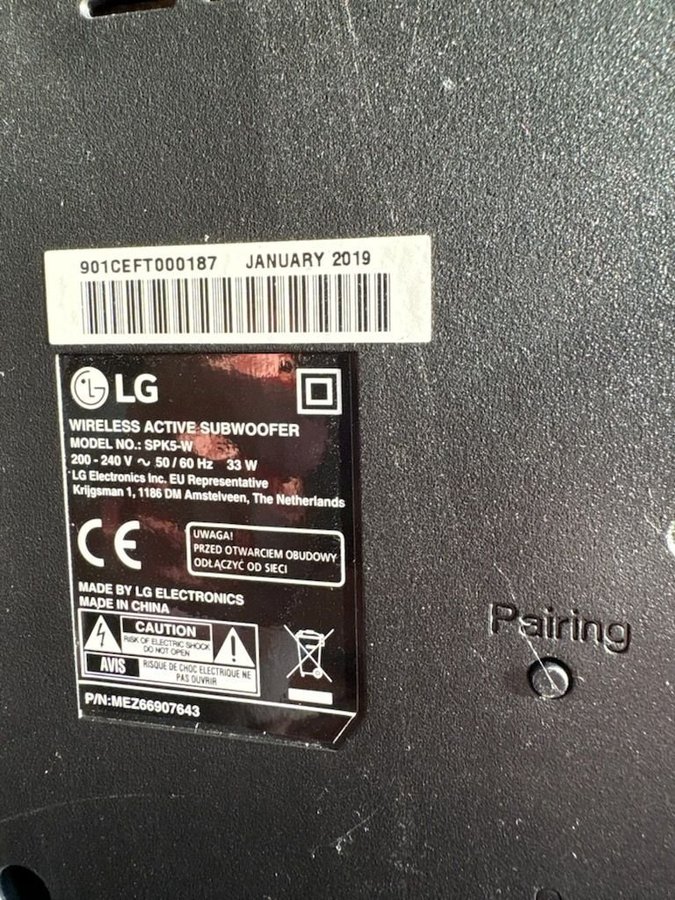 901CEFT000187 JANUARY 2019
LG
WIRELESS ACTIVE SUBWOOFER
MODEL NO.: SPK5-W
200 - 240 V ~ 50 / 60 Hz 33 W
LG Electronics Inc. EU Representative
Krijgsman 1, 1186 DM Amstelveen, The Netherlands
CE
UWAGA!
PRZED OTWARCIEM OBUDOWY
ODŁĄCZYĆ OD SIECI
MADE BY LG ELECTRONICS
MADE IN CHINA
CAUTION
RISK OF ELECTRIC SHOCK
DO NOT OPEN
AVIS
RISQUE DE CHOC ELECTRIQUE NE
PAS OUVRIR
P/N:MEZ66907643
Pairing